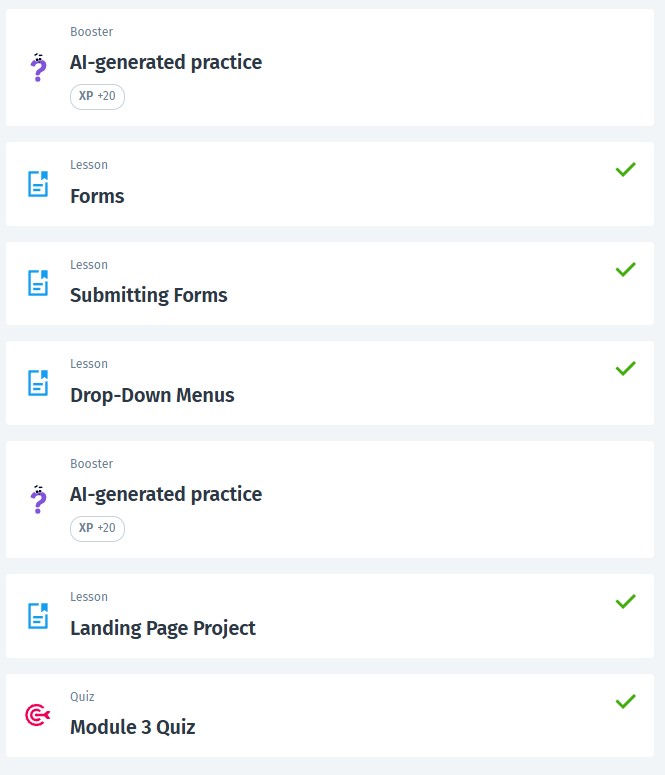 Booster
AI-generated practice
XP +20
Lesson
Forms
Lesson
Submitting Forms
Lesson
Drop-Down Menus
Booster
AI-generated practice
XP +20
Lesson
Landing Page Project
Quiz
Module 3 Quiz